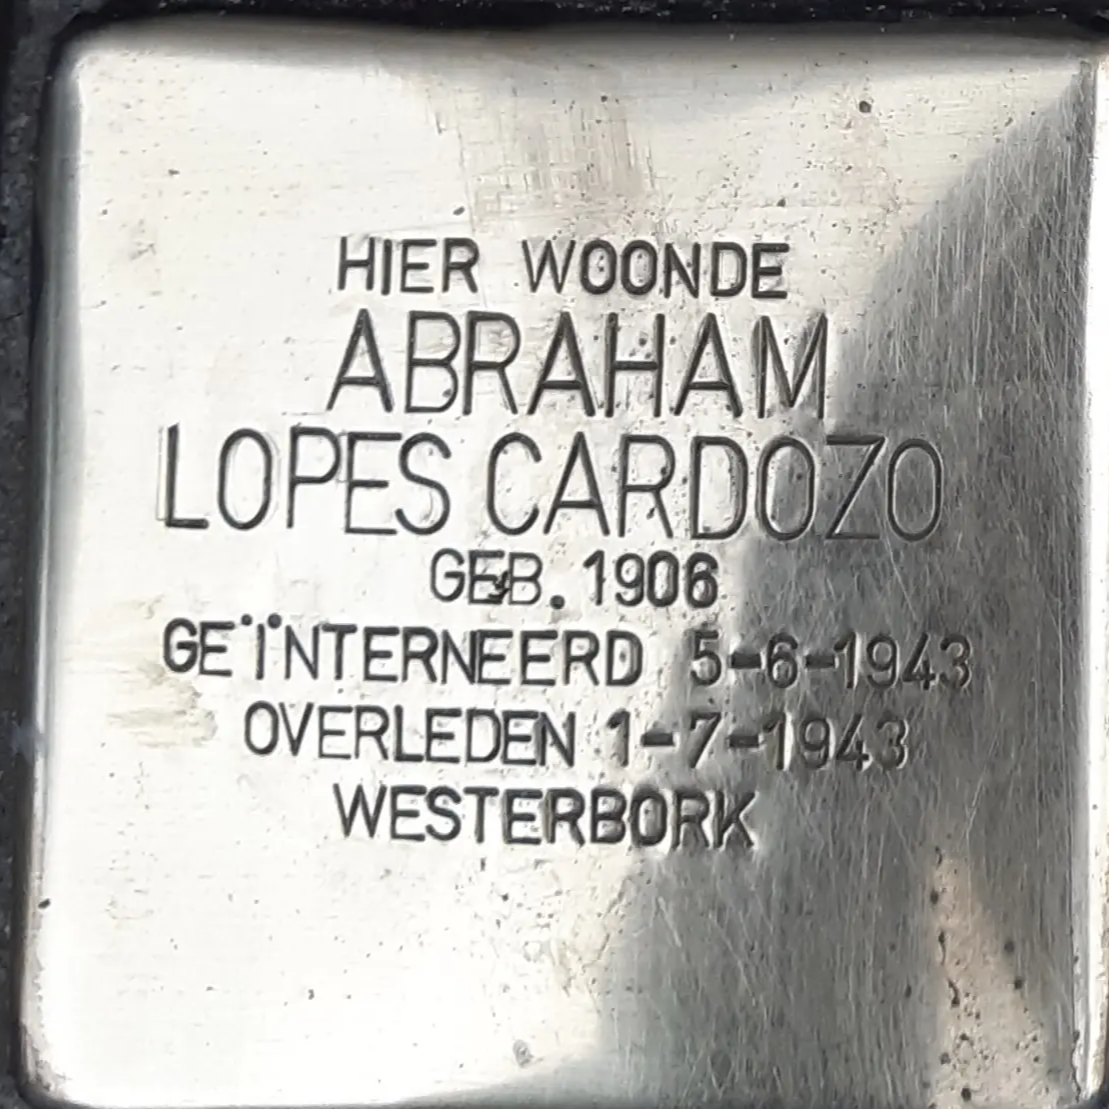 HIER WOONDE
ABRAHAM
LOPES CARDOZO
GEB. 1906
GEÏNTERNEERD 5-6-1943
OVERLEDEN 1-7-1943
WESTERBORK